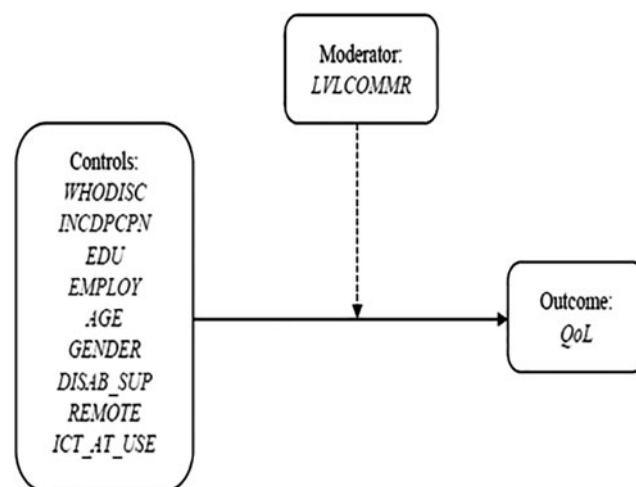 Moderator:
LVLCOMMR
Controls:
WHODISC
INCDPCPN
EDU
EMPLOY
AGE
GENDER
DISAB_SUP
REMOTE
ICT_AT_USE
Outcome:
QoL